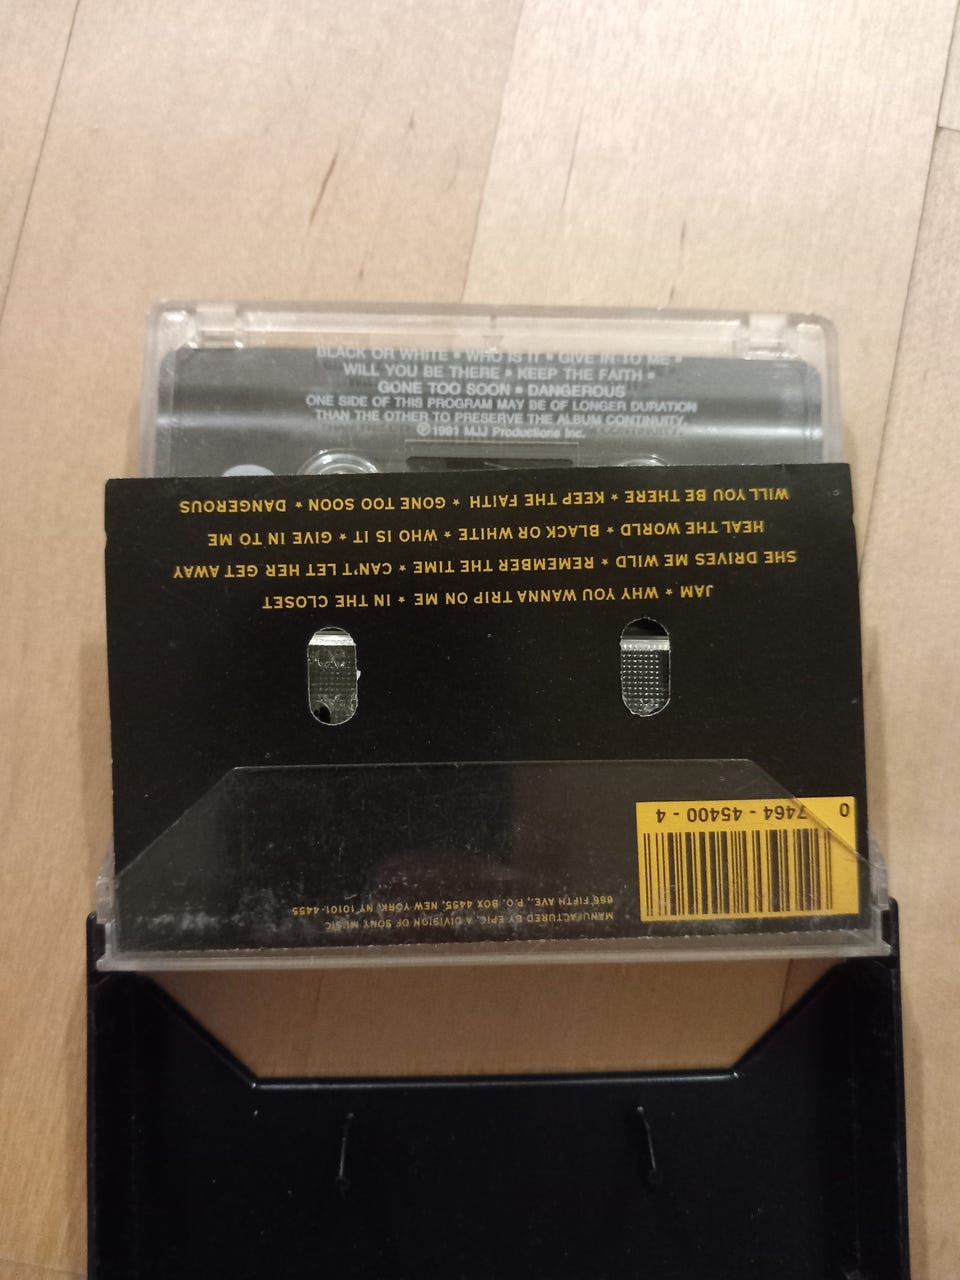 BLACK OR WHITE • WHO IS IT • GIVE IN TO ME •
WILL YOU BE THERE • KEEP THE FAITH •
GONE TOO SOON • DANGEROUS
ONE SIDE OF THIS PROGRAM MAY BE OF LONGER DURATION
THAN THE OTHER TO PRESERVE THE ALBUM CONTINUITY.
℗1991 MJJ Productions Inc.
JAM * WHY YOU WANNA TRIP ON ME * IN THE CLOSET
SHE DRIVES ME WILD * REMEMBER THE TIME * CAN'T LET HER GET AWAY
HEAL THE WORLD * BLACK OR WHITE * WHO IS IT * GIVE IN TO ME
WILL YOU BE THERE * KEEP THE FAITH * GONE TOO SOON * DANGEROUS
MANUFACTURED BY EPIC, A DIVISION OF SONY MUSIC
666 FIFTH AVE., P.O. BOX 4455, NEW YORK, NY 10101-4455
0 7464 - 45400 - 4